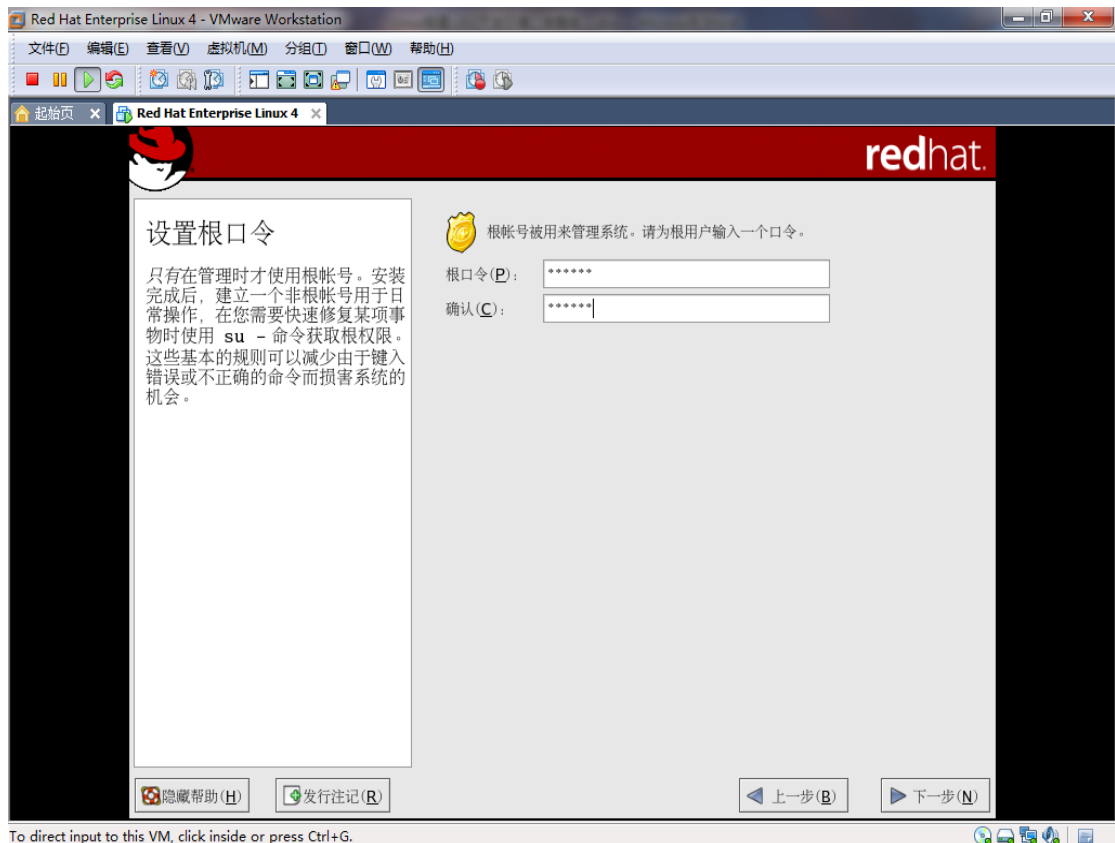 Red Hat Enterprise Linux 4 - VMware Workstation
文件(F) 编辑(E) 查看(V) 虚拟机(M) 分组(T) 窗口(W) 帮助(H)
起始页 Red Hat Enterprise Linux 4
redhat.
设置根口令
只有在管理时才使用根帐号。安装
完成后，建立一个非根帐号用于日
常操作，在您需要快速修复某项事
物时使用 su - 命令获取根权限。
这些基本的规则可以减少由于键入
错误或不正确的命令而损害系统的
机会。
根帐号被用来管理系统。请为根用户输入一个口令。
根口令(P)： ******
确认(C)： ******
隐藏帮助(H) 发行注记(R) 上一步(B) 下一步(N)
To direct input to this VM, click inside or press Ctrl+G.